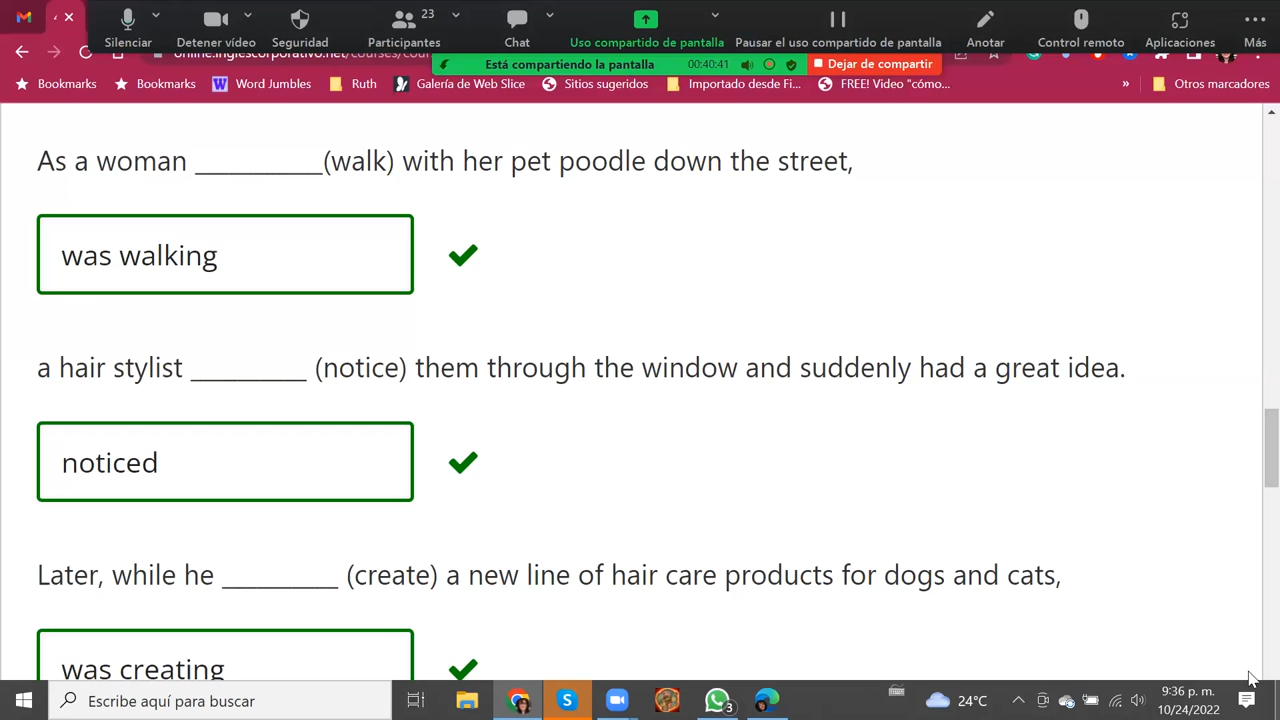 23
Silenciar Detener vídeo Seguridad Participantes Chat Uso compartido de pantalla Pausar el uso compartido de pantalla Anotar Control remoto Aplicaciones Más
Está compartiendo la pantalla 00:40:41 Dejar de compartir
Bookmarks Bookmarks Word Jumbles Ruth Galería de Web Slice Sitios sugeridos Importado desde Fi... FREE! Video "cómo... » Otros marcadores
As a woman ___________(walk) with her pet poodle down the street,
was walking
a hair stylist __________ (notice) them through the window and suddenly had a great idea.
noticed
Later, while he __________ (create) a new line of hair care products for dogs and cats,
was creating
Escribe aquí para buscar
3
24°C
9:36 p. m.
10/24/2022